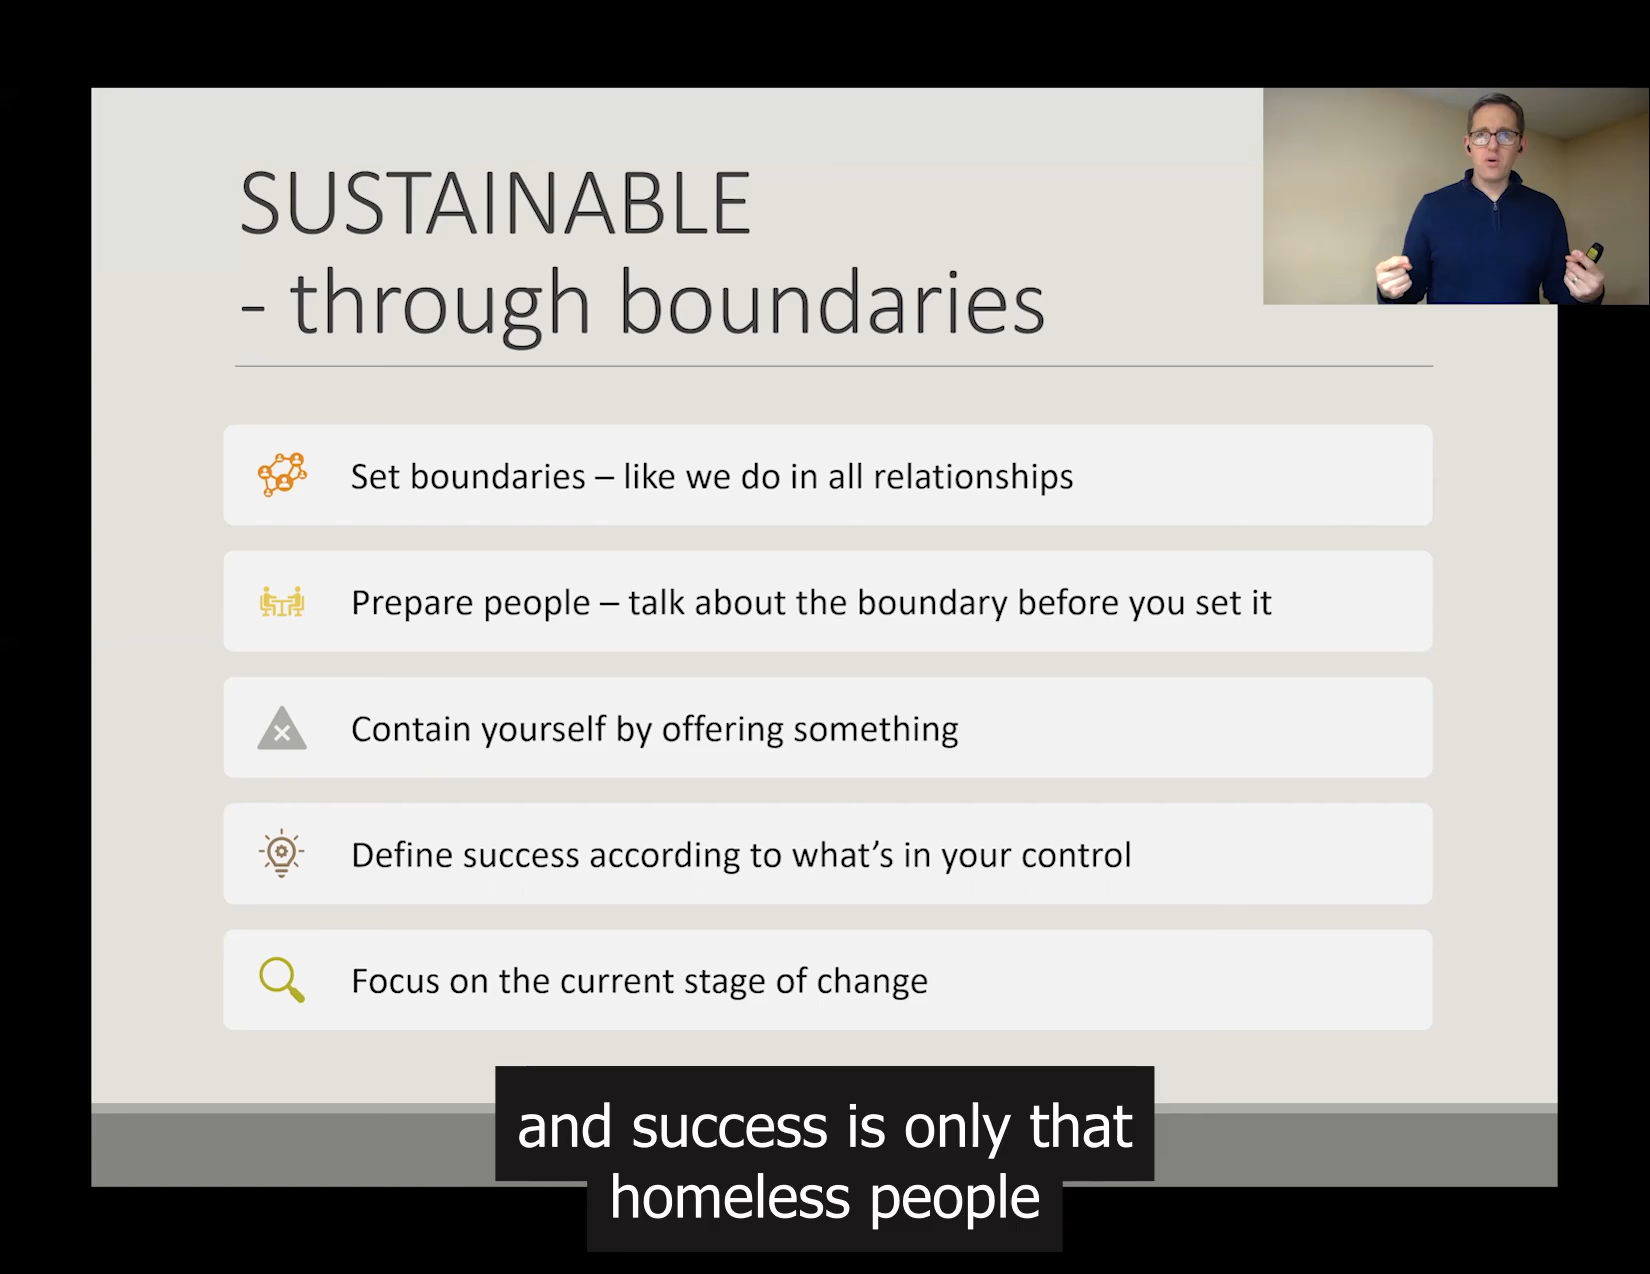 SUSTAINABLE
- through boundaries
Set boundaries – like we do in all relationships
Prepare people – talk about the boundary before you set it
Contain yourself by offering something
Define success according to what’s in your control
Focus on the current stage of change
and success is only that
homeless people